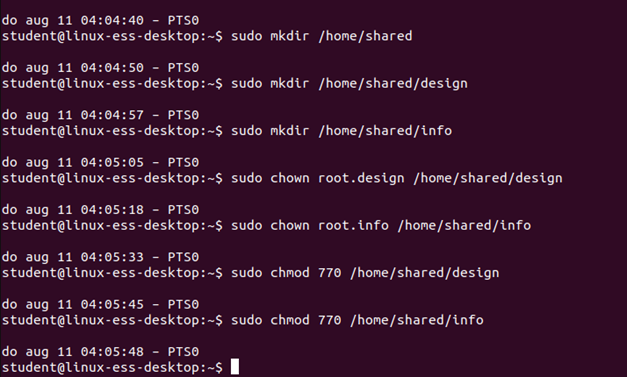 do aug 11 04:04:40 – PTS0
student@linux-ess-desktop:~$ sudo mkdir /home/shared
do aug 11 04:04:50 – PTS0
student@linux-ess-desktop:~$ sudo mkdir /home/shared/design
do aug 11 04:04:57 – PTS0
student@linux-ess-desktop:~$ sudo mkdir /home/shared/info
do aug 11 04:05:05 – PTS0
student@linux-ess-desktop:~$ sudo chown root.design /home/shared/design
do aug 11 04:05:18 – PTS0
student@linux-ess-desktop:~$ sudo chown root.info /home/shared/info
do aug 11 04:05:33 – PTS0
student@linux-ess-desktop:~$ sudo chmod 770 /home/shared/design
do aug 11 04:05:45 – PTS0
student@linux-ess-desktop:~$ sudo chmod 770 /home/shared/info
do aug 11 04:05:48 – PTS0
student@linux-ess-desktop:~$